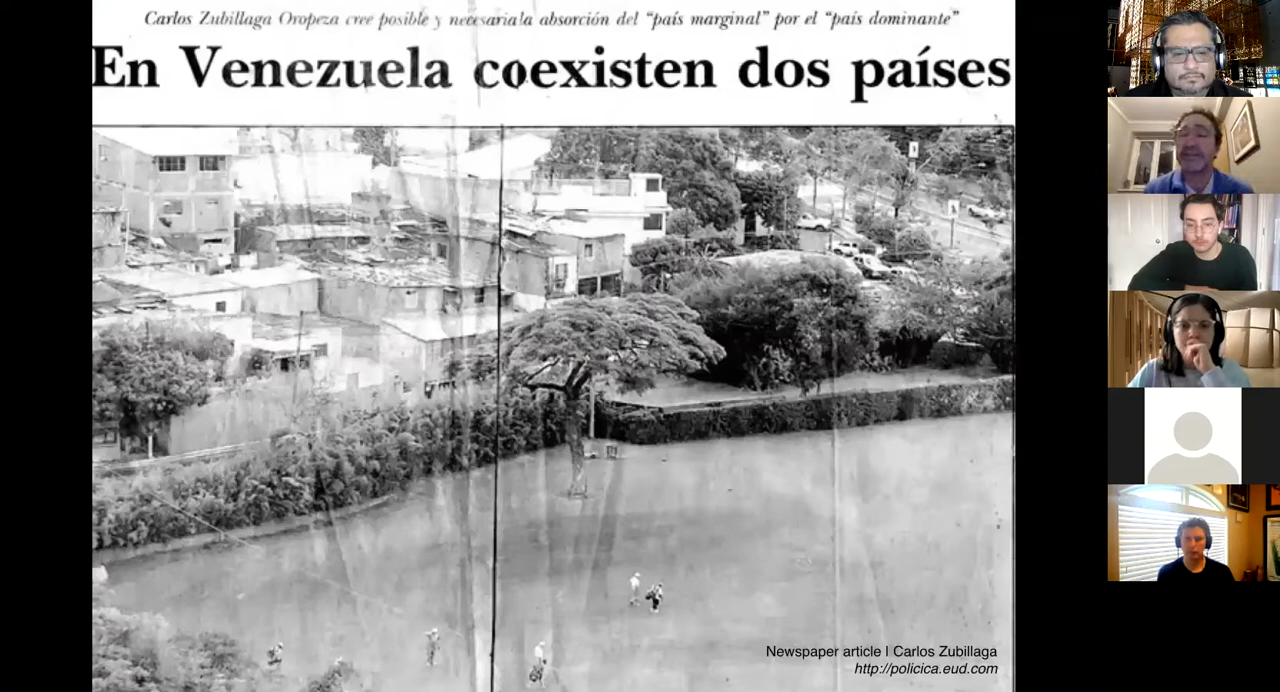 Carlos Zubillaga Oropeza cree posible y necesaria la absorción del “país marginal” por el “país dominante”
En Venezuela coexisten dos países
Newspaper article | Carlos Zubillaga
http://policica.eud.com